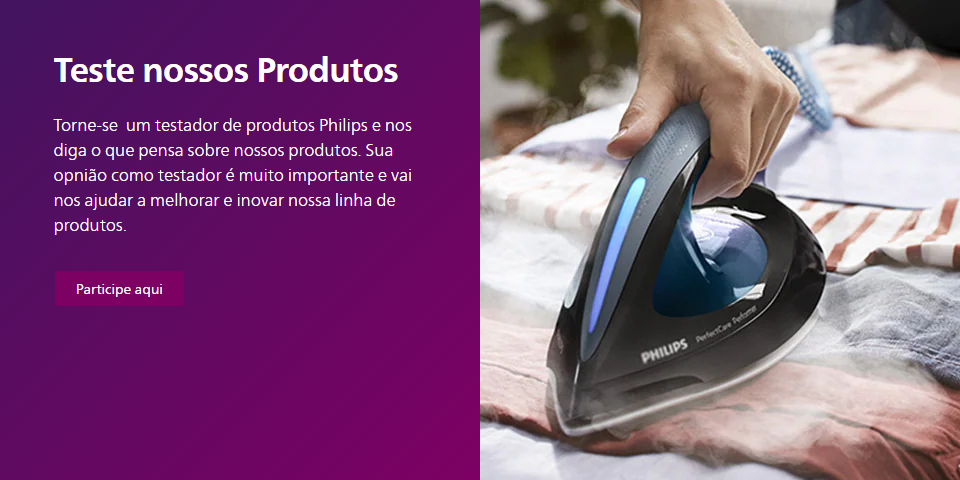 Teste nossos Produtos
Torne-se  um testador de produtos Philips e nos
diga o que pensa sobre nossos produtos. Sua
opnião como testador é muito importante e vai
nos ajudar a melhorar e inovar nossa linha de
produtos.
Participe aqui
PHILIPS PerfectCare Performer